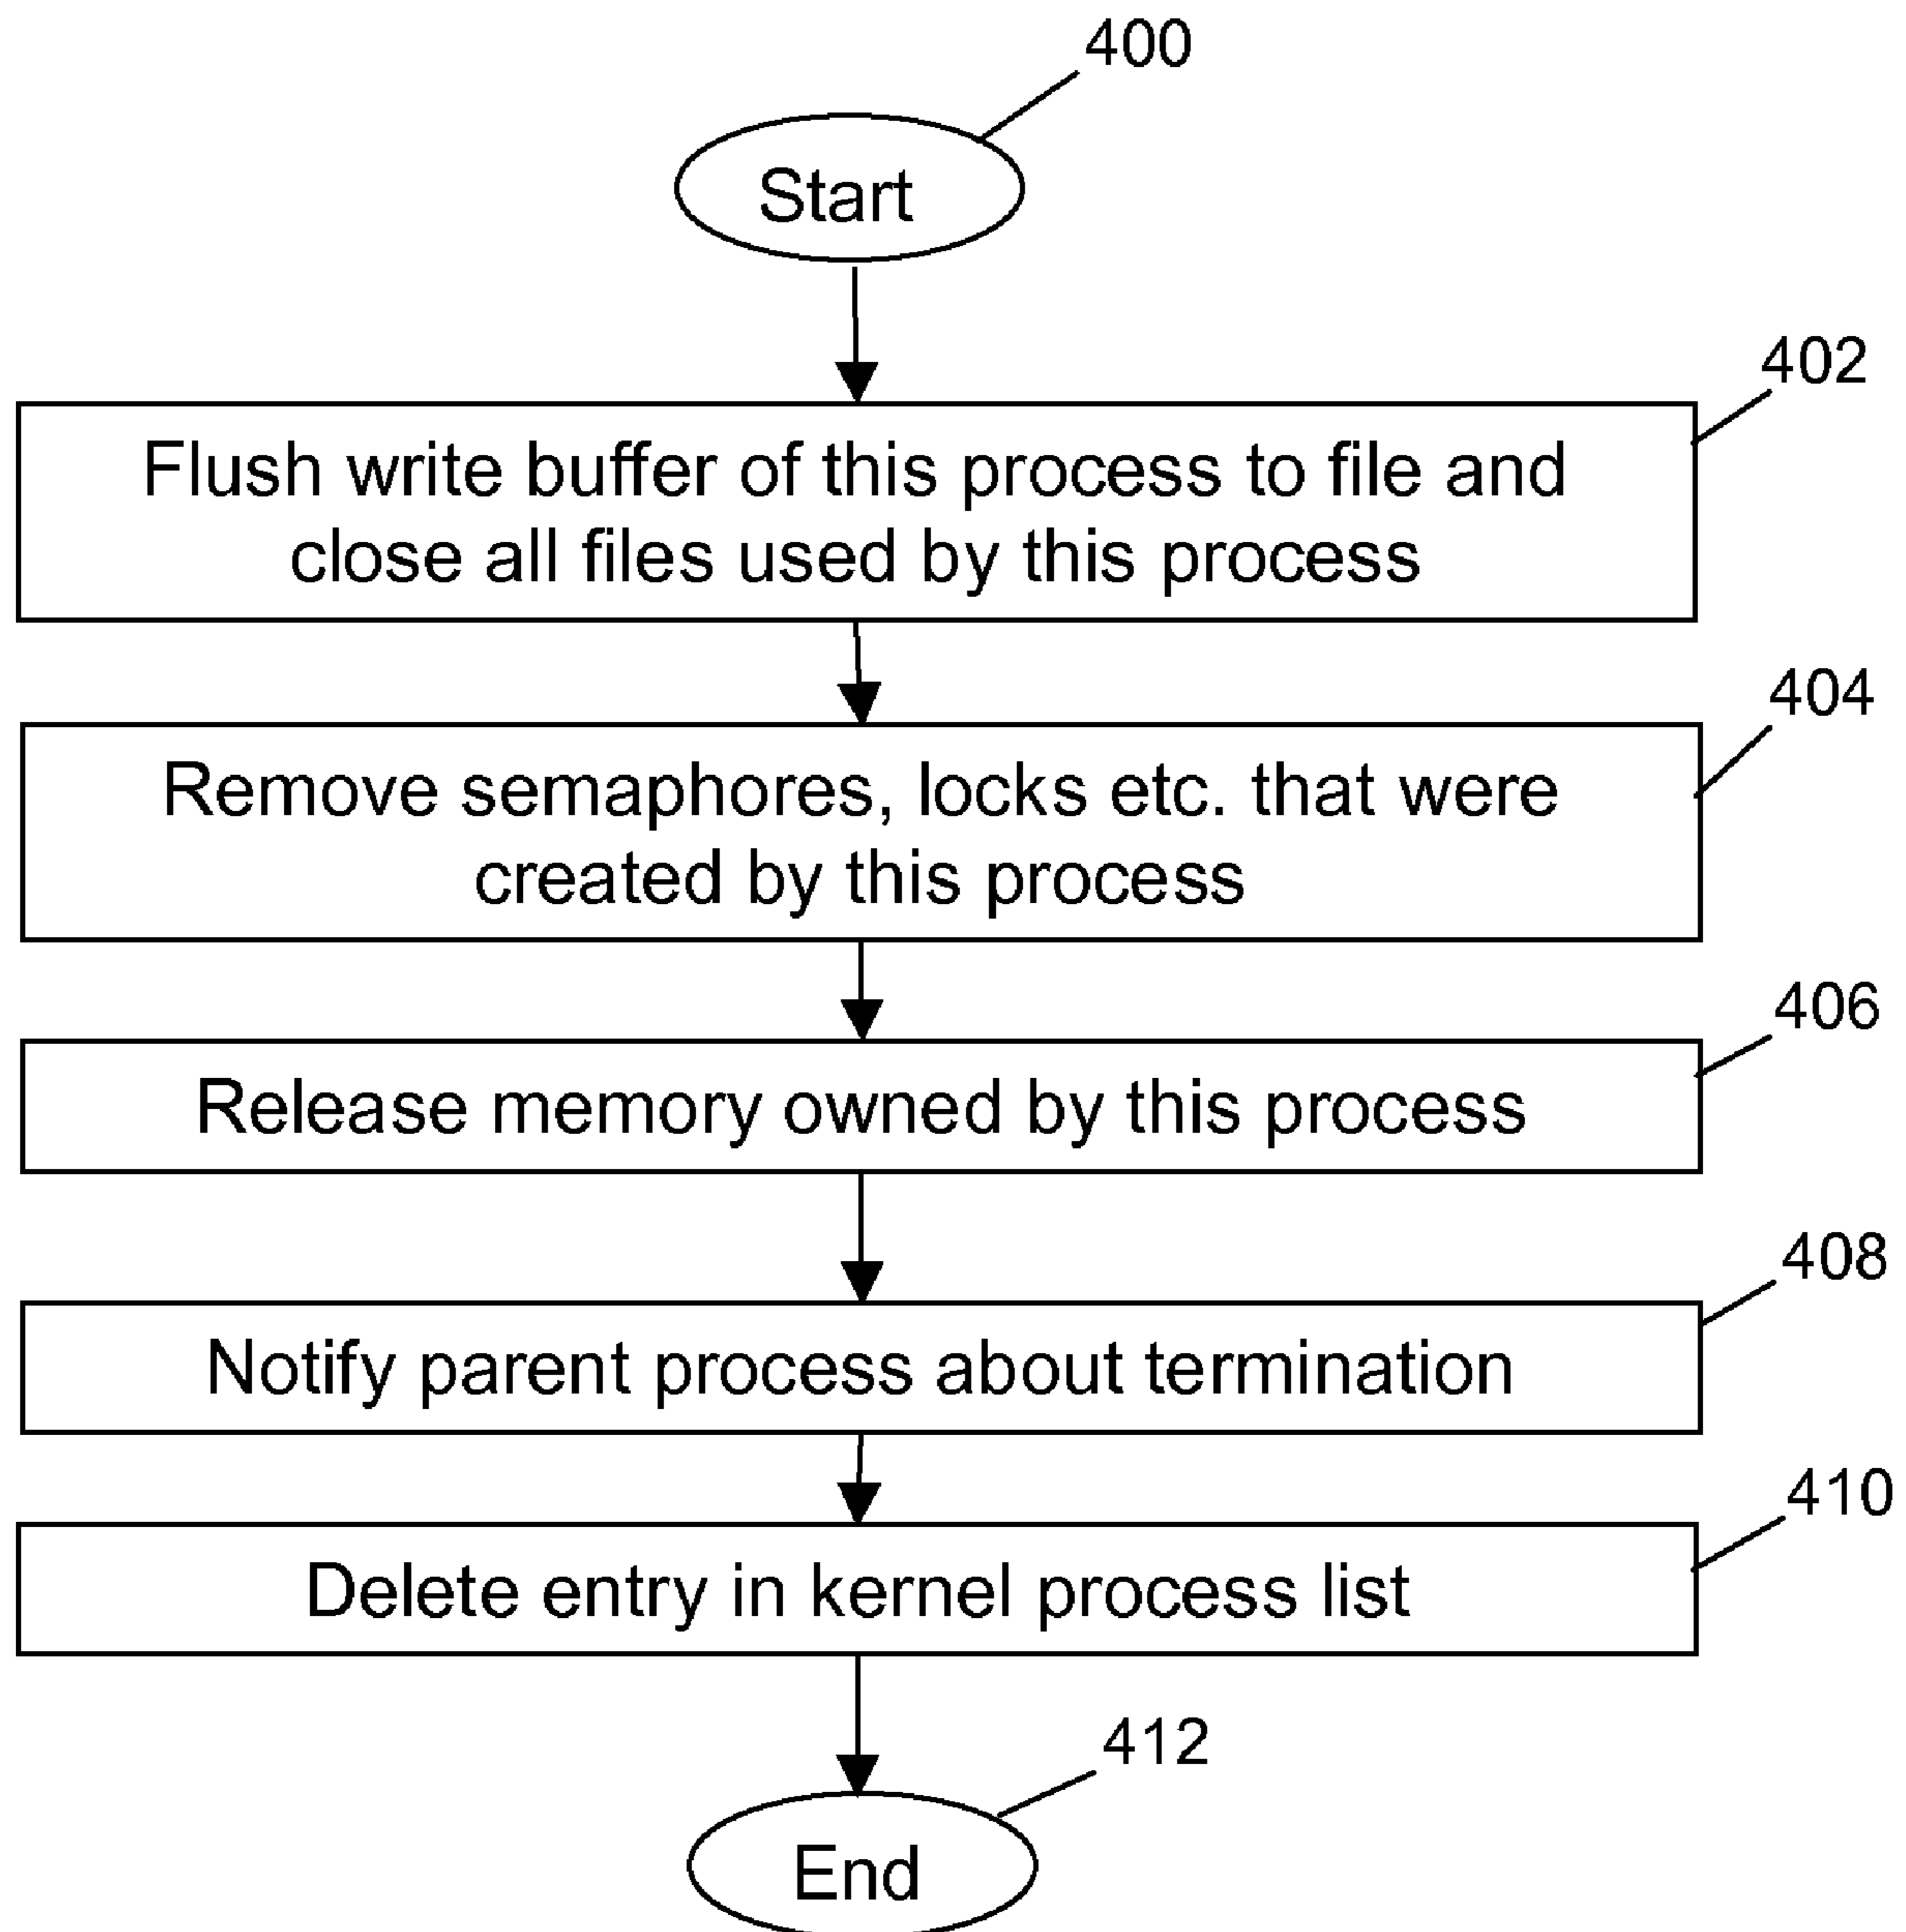 400
Start
402
Flush write buffer of this process to file and
close all files used by this process
404
Remove semaphores, locks etc. that were
created by this process
406
Release memory owned by this process
408
Notify parent process about termination
410
Delete entry in kernel process list
412
End